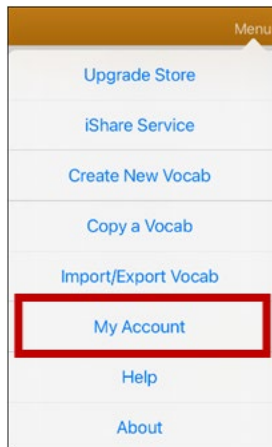 Menu
Upgrade Store
iShare Service
Create New Vocab
Copy a Vocab
Import/Export Vocab
My Account
Help
About